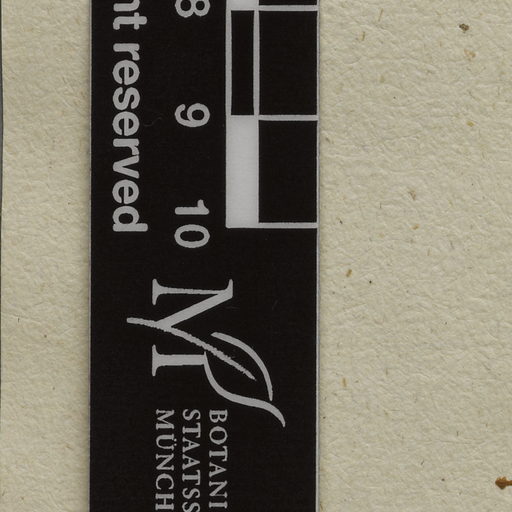 nt reserved
8 9 10
M
BOTANI
STAATSS
MÜNCH